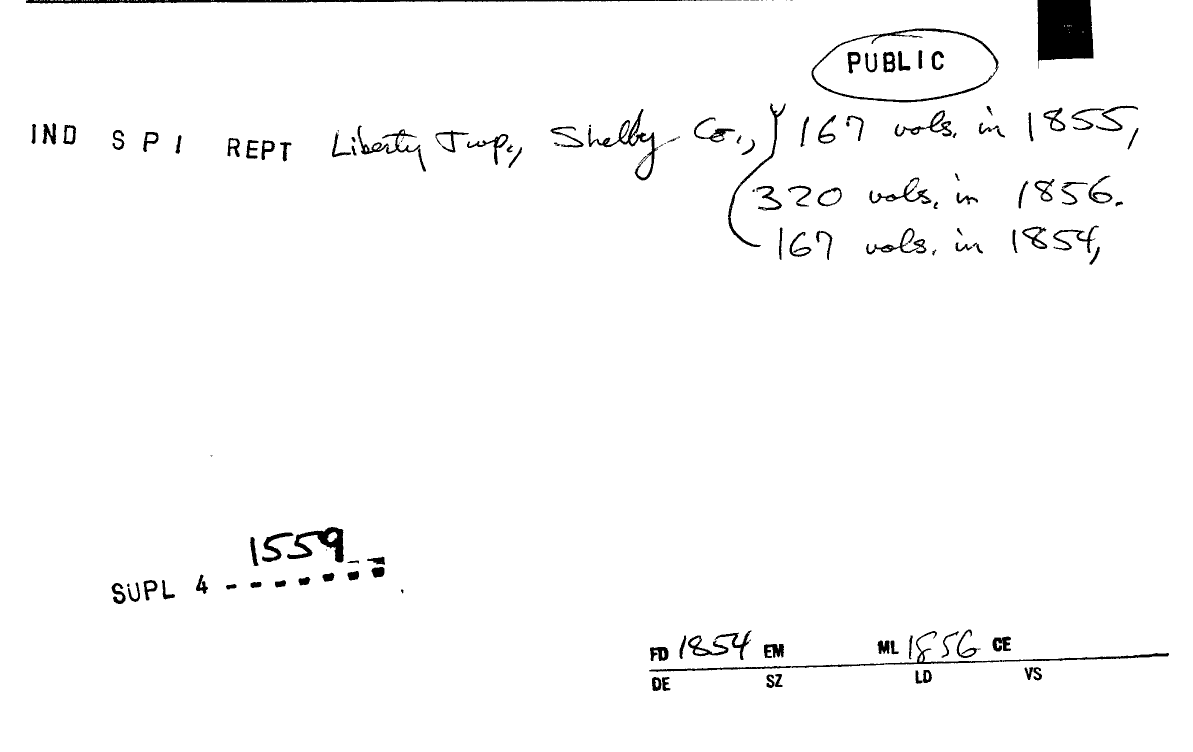 PUBLIC
IND S P I REPT Liberty Twp., Shelby Co., 167 vols. in 1855,
320 vols. in 1856.
167 vols. in 1854,
1559
SUPL 4
FD 1854 EM ML 1856 CE
DE SZ LD VS